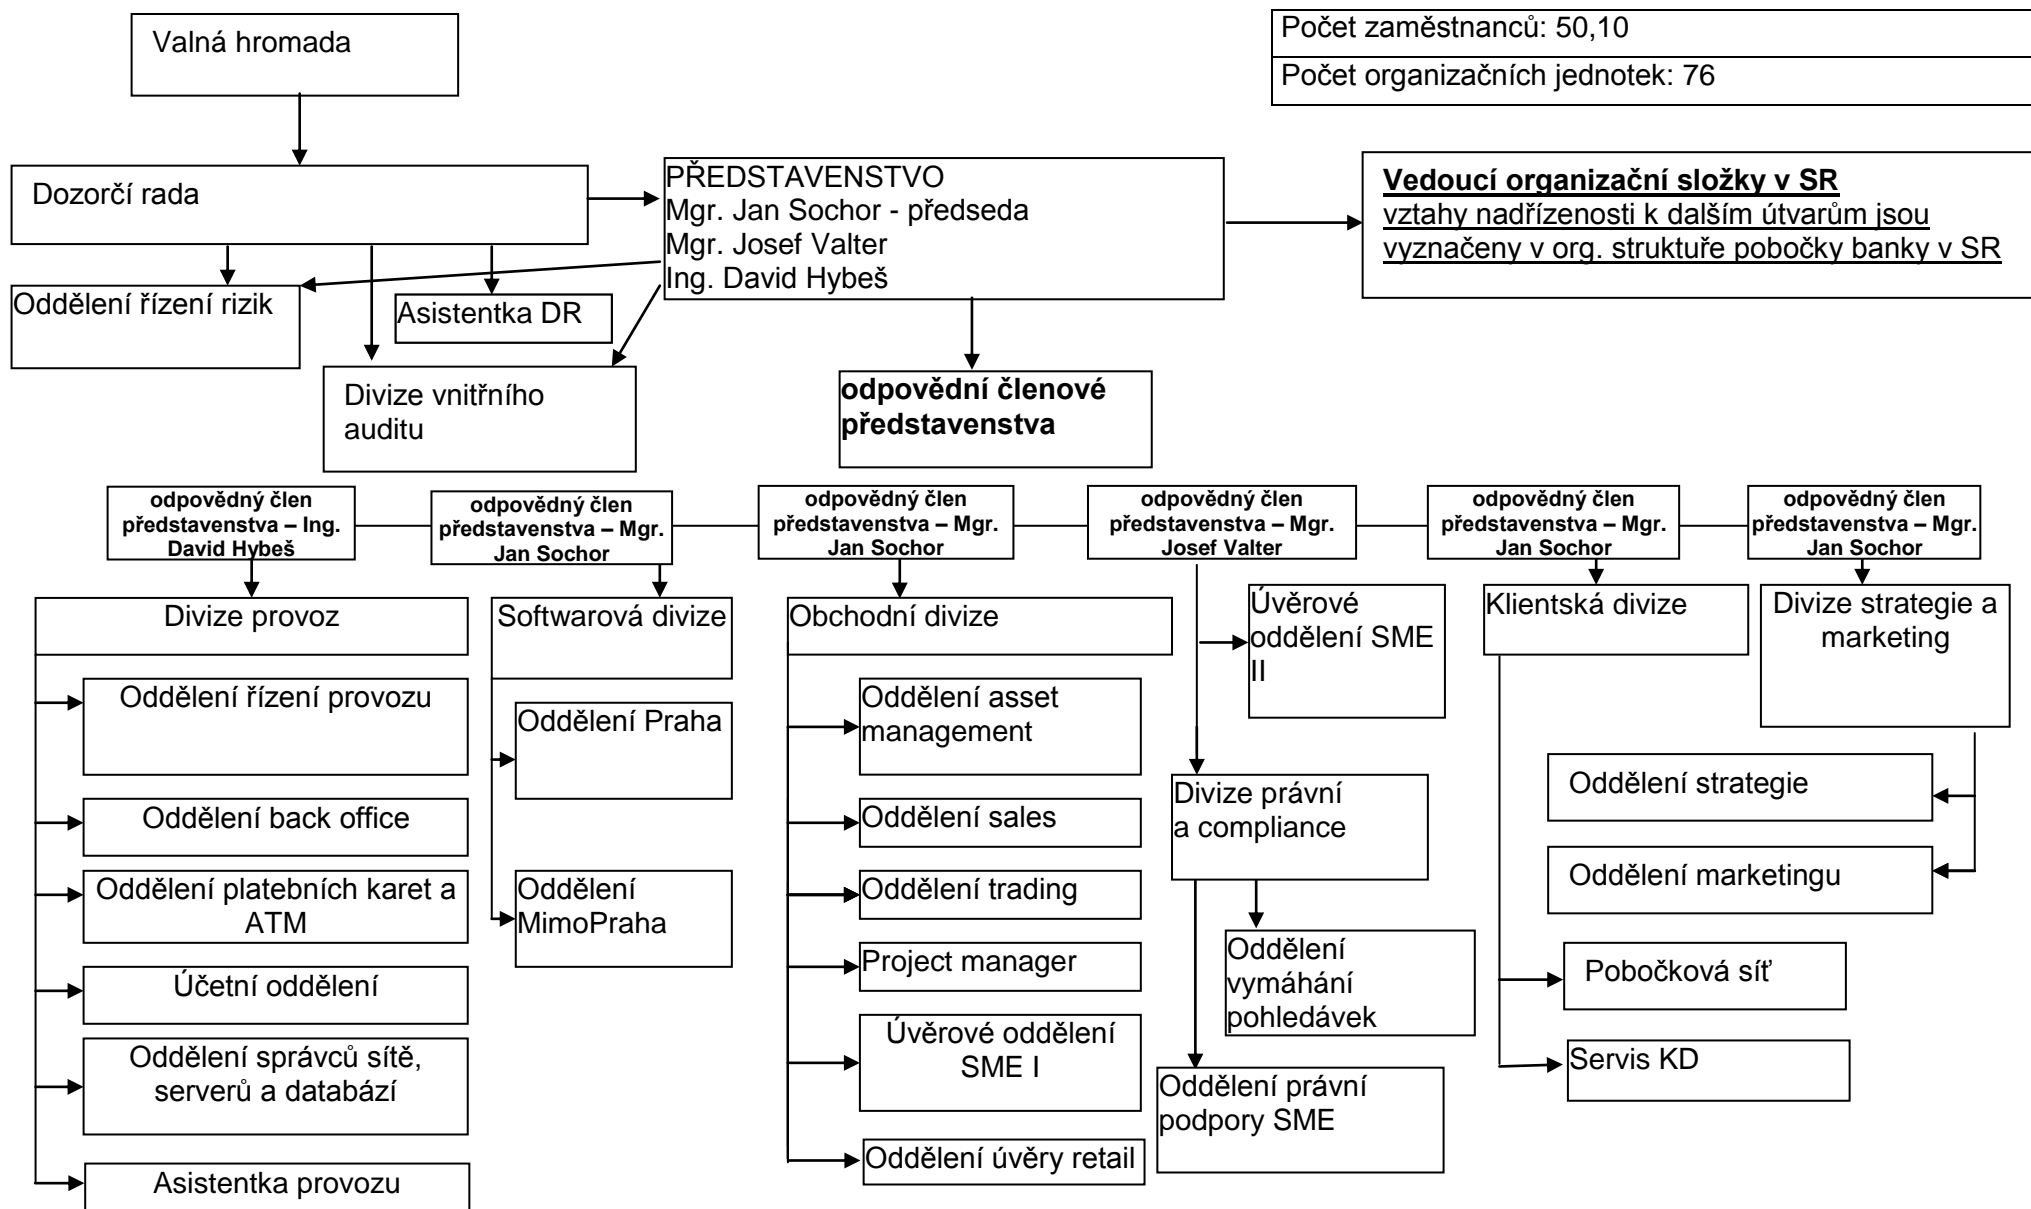 Valná hromada
Počet zaměstnanců: 50,10
Počet organizačních jednotek: 76
Dozorčí rada
PŘEDSTAVENSTVO
Mgr. Jan Sochor - předseda
Mgr. Josef Valter
Ing. David Hybeš
Vedoucí organizační složky v SR
vztahy nadřízenosti k dalším útvarům jsou
vyznačeny v org. struktuře pobočky banky v SR
Oddělení řízení rizik
Asistentka DR
Divize vnitřního
auditu
odpovědní členové
představenstva
odpovědný člen
představenstva – Ing.
David Hybeš
odpovědný člen
představenstva – Mgr.
Jan Sochor
odpovědný člen
představenstva – Mgr.
Jan Sochor
odpovědný člen
představenstva – Mgr.
Josef Valter
odpovědný člen
představenstva – Mgr.
Jan Sochor
odpovědný člen
představenstva – Mgr.
Jan Sochor
Divize provoz
Oddělení řízení provozu
Oddělení back office
Oddělení platebních karet a
ATM
Účetní oddělení
Oddělení správců sítě,
serverů a databází
Asistentka provozu
Softwarová divize
Oddělení Praha
Oddělení
MimoPraha
Obchodní divize
Oddělení asset
management
Oddělení sales
Oddělení trading
Project manager
Úvěrové oddělení
SME I
Oddělení úvěry retail
Úvěrové
oddělení SME
II
Divize právní
a compliance
Oddělení
vymáhání
pohledávek
Oddělení právní
podpory SME
Klientská divize
Pobočková síť
Servis KD
Divize strategie a
marketing
Oddělení strategie
Oddělení marketingu